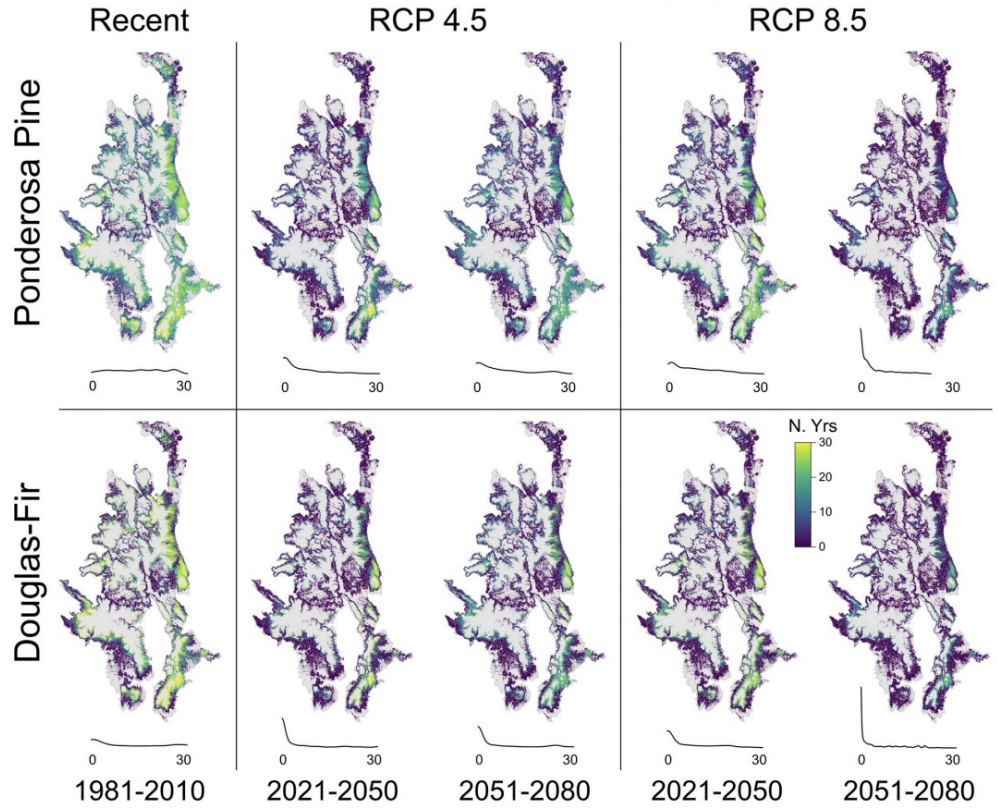 Recent RCP 4.5 RCP 8.5
Ponderosa Pine
0 30 0 30 0 30 0 30 0 30
Douglas-Fir
N. Yrs
30
20
10
0
0 30 0 30 0 30 0 30 0 30
1981-2010 2021-2050 2051-2080 2021-2050 2051-2080